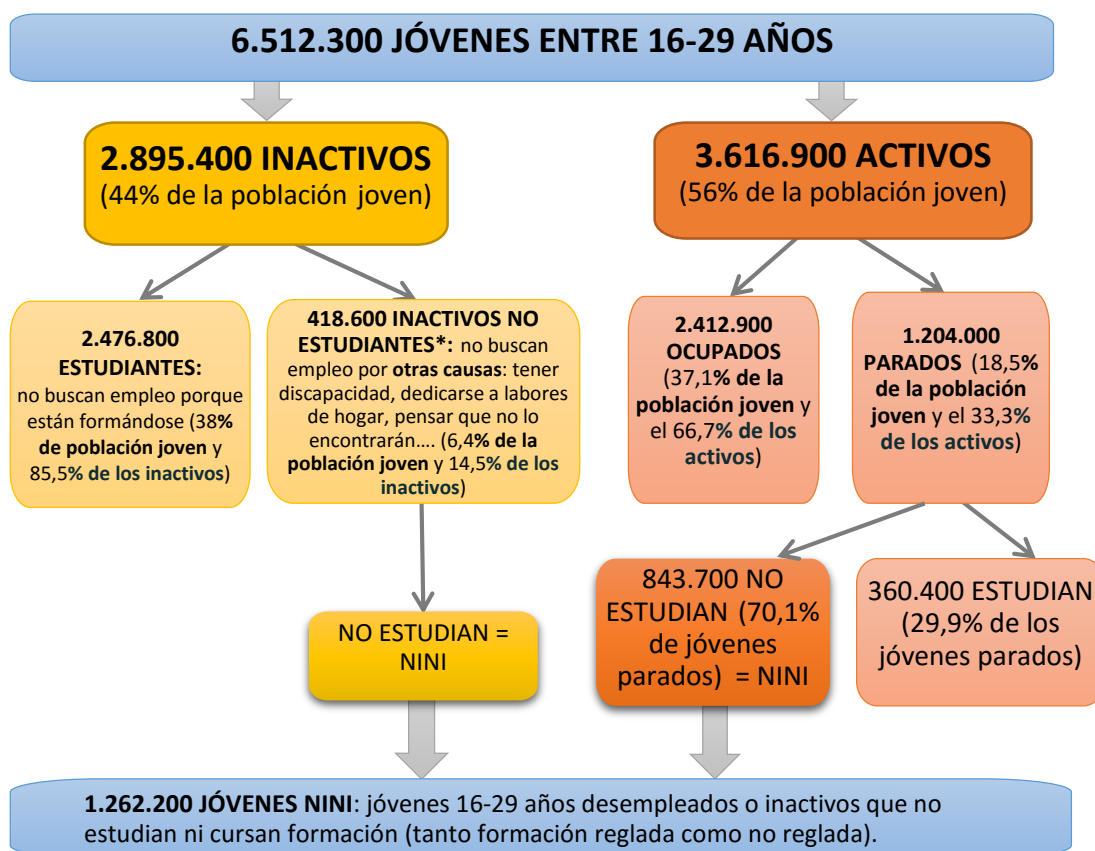 6.512.300 JÓVENES ENTRE 16-29 AÑOS
2.895.400 INACTIVOS
(44% de la población joven)
3.616.900 ACTIVOS
(56% de la población joven)
2.476.800
ESTUDIANTES:
no buscan empleo porque
están formándose (38%
de población joven y
85,5% de los inactivos)
418.600 INACTIVOS NO
ESTUDIANTES*: no buscan
empleo por otras causas: tener
discapacidad, dedicarse a labores
de hogar, pensar que no lo
encontrarán…. (6,4% de la
población joven y 14,5% de los
inactivos)
2.412.900
OCUPADOS
(37,1% de la
población joven y
el 66,7% de los
activos)
1.204.000
PARADOS (18,5%
de la población
joven y el 33,3%
de los activos)
NO ESTUDIAN =
NINI
843.700 NO
ESTUDIAN (70,1%
de jóvenes
parados) = NINI
360.400 ESTUDIAN
(29,9% de los
jóvenes parados)
1.262.200 JÓVENES NINI: jóvenes 16-29 años desempleados o inactivos que no
estudian ni cursan formación (tanto formación reglada como no reglada).